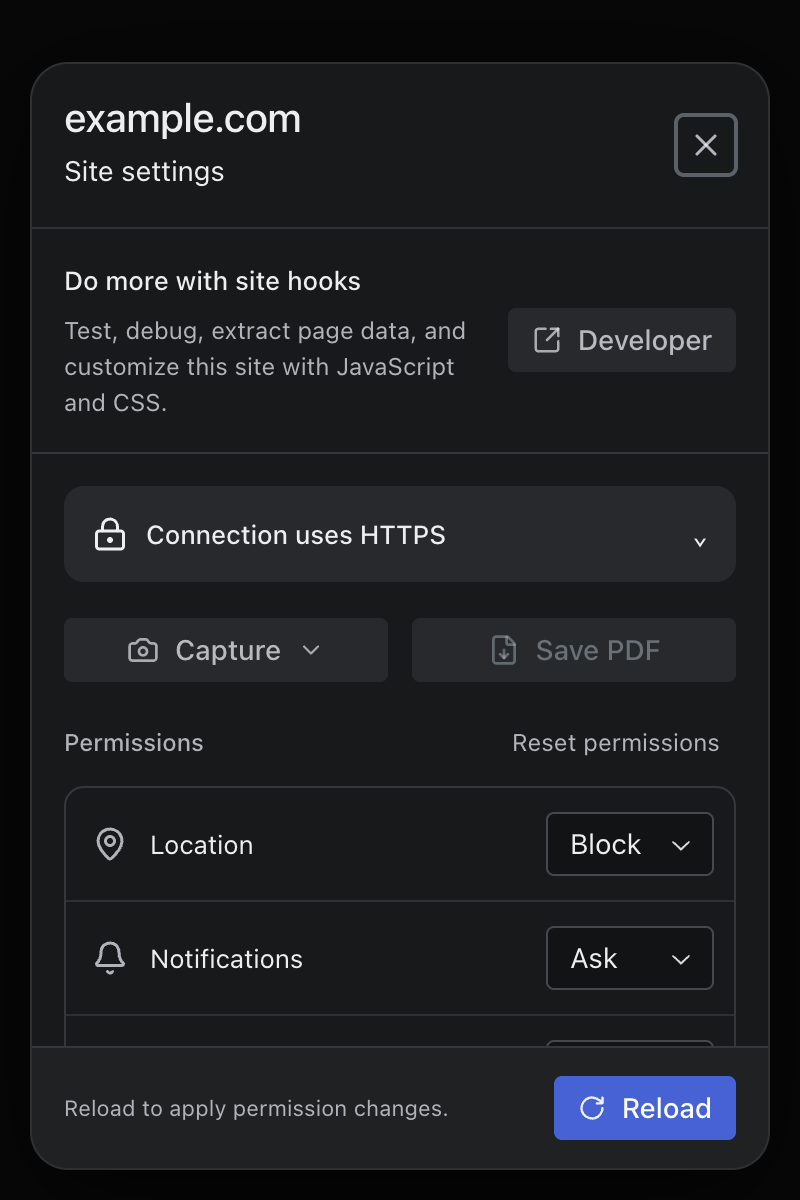 example.com
Site settings
Do more with site hooks
Test, debug, extract page data, and
customize this site with JavaScript
and CSS.
Developer
Connection uses HTTPS
Capture
Save PDF
Permissions
Reset permissions
Location
Block
Notifications
Ask
Reload to apply permission changes.
Reload